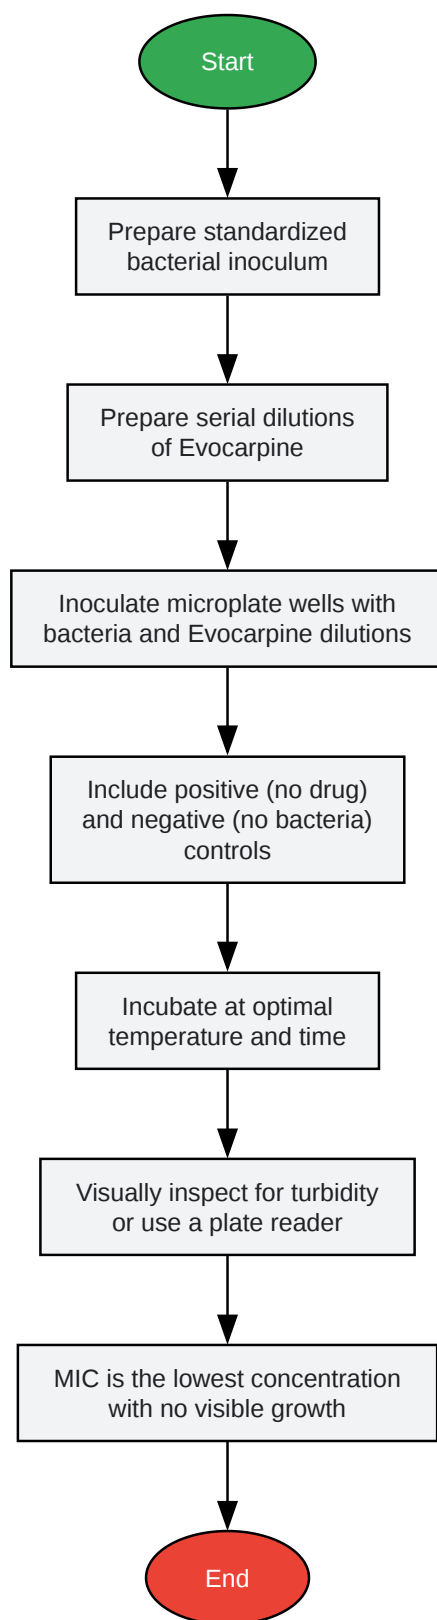 Start
Prepare standardized
bacterial inoculum
Prepare serial dilutions
of Evocarpine
Inoculate microplate wells with
bacteria and Evocarpine dilutions
Include positive (no drug)
and negative (no bacteria)
controls
Incubate at optimal
temperature and time
Visually inspect for turbidity
or use a plate reader
MIC is the lowest concentration
with no visible growth
End